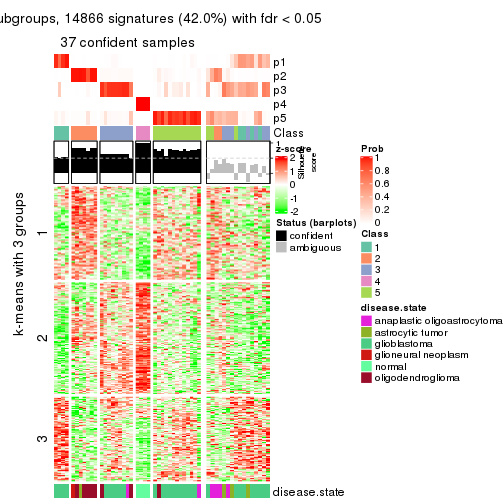 ubgroups, 14866 signatures (42.0%) with fdr < 0.05
37 confident samples
p1
p2
p3
p4
p5
Class
1
z-score
2
1
0
-1
-2
Silhouette
score
Status (barplots)
confident
ambiguous
Prob
1
0.8
0.6
0.4
0.2
0
Class
1
2
3
4
5
disease.state
anaplastic oligoastrocytoma
astrocytic tumor
glioblastoma
glioneural neoplasm
normal
oligodendroglioma
k-means with 3 groups
1
2
3
disease.state